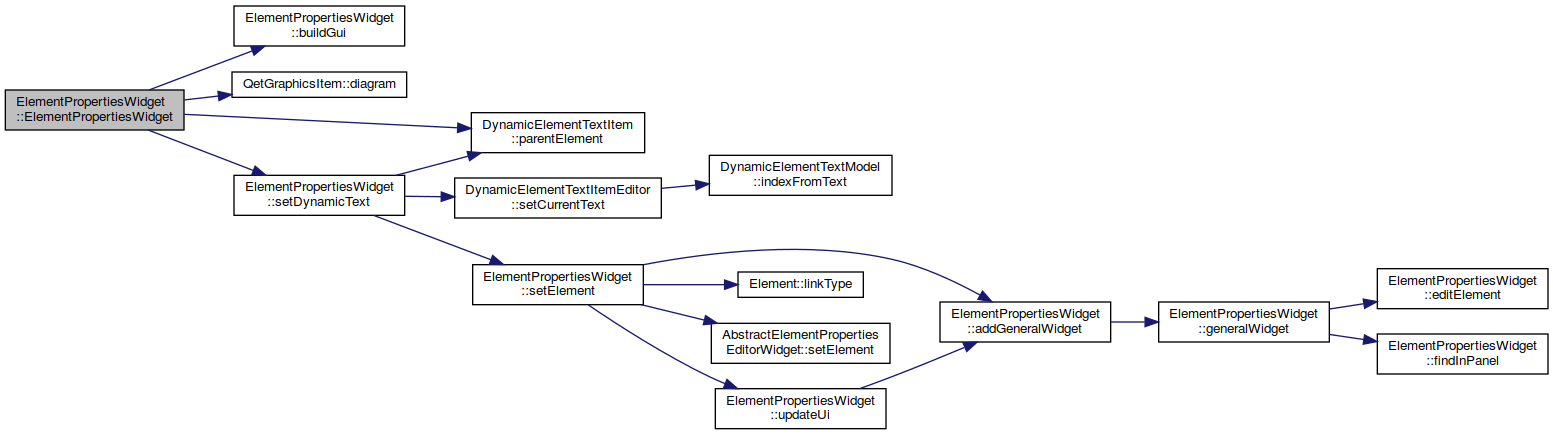 ElementPropertiesWidget
::ElementPropertiesWidget
ElementPropertiesWidget
::buildGui
QetGraphicsItem::diagram
DynamicElementTextItem
::parentElement
ElementPropertiesWidget
::setDynamicText
DynamicElementTextItemEditor
::setCurrentText
DynamicElementTextModel
::indexFromText
ElementPropertiesWidget
::setElement
Element::linkType
AbstractElementProperties
EditorWidget::setElement
ElementPropertiesWidget
::updateUi
ElementPropertiesWidget
::addGeneralWidget
ElementPropertiesWidget
::generalWidget
ElementPropertiesWidget
::editElement
ElementPropertiesWidget
::findInPanel